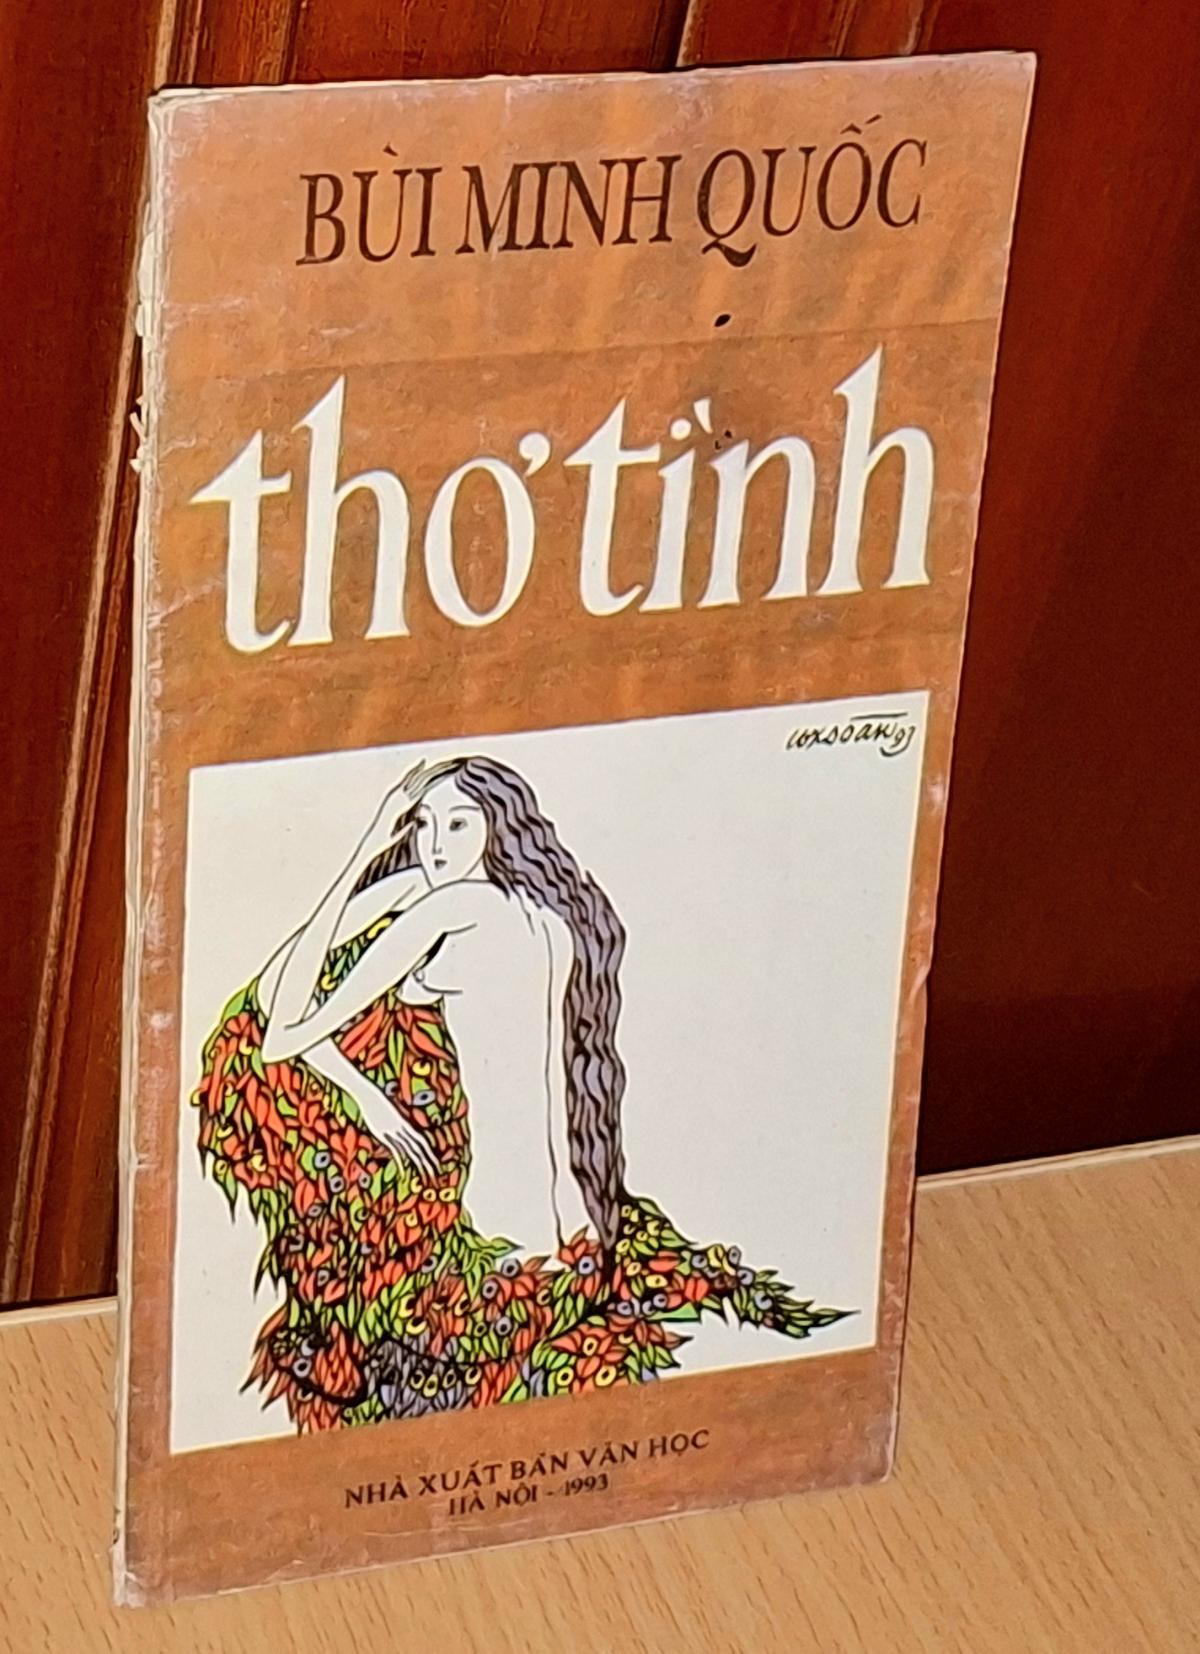 BÙI MINH QUỐC
thơ tình
NHÀ XUẤT BẢN VĂN HỌC
HÀ NỘI - 1993